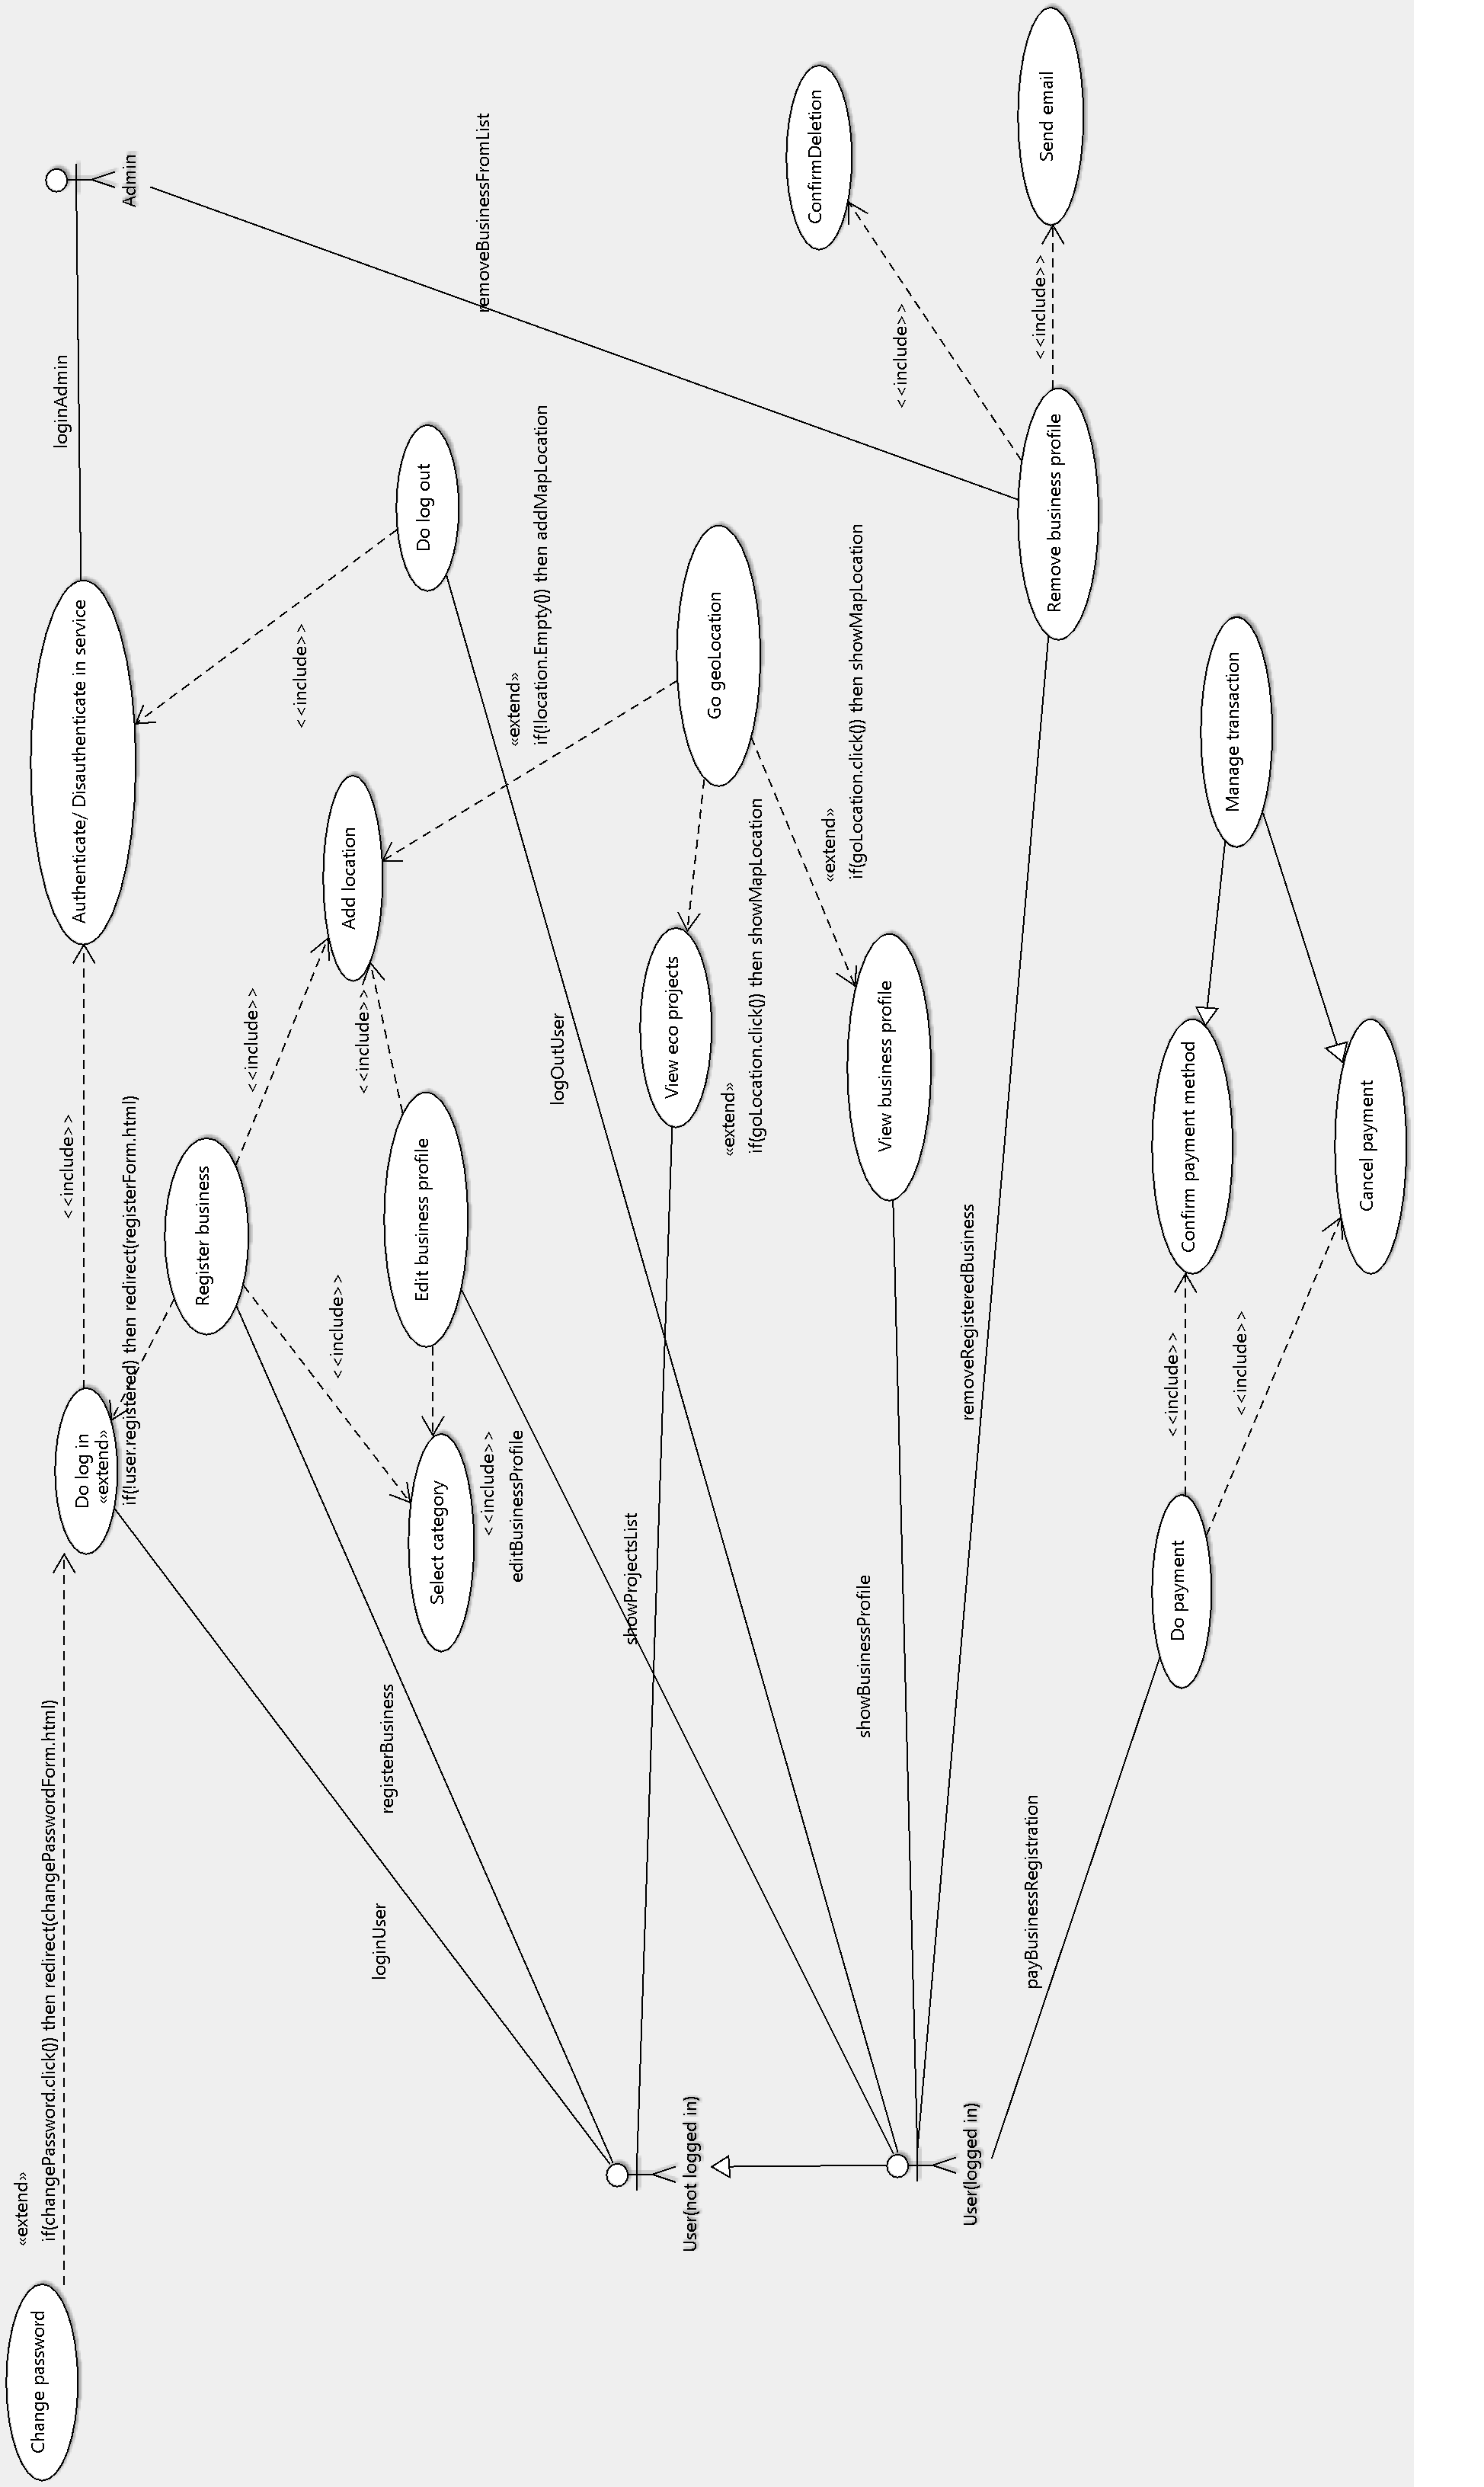 Change password
«extend»
if(changePassword.click()) then redirect(changePasswordForm.html)
Do log in
«extend»
if(!user.registered) then redirect(registerForm.html)
<<include>>
Authenticate/ Disauthenticate in service
loginAdmin
Admin
Register business
<<include>>
<<include>>
<<include>>
Add location
<<include>>
Edit business profile
Select category
<<include>>
editBusinessProfile
loginUser
registerBusiness
Do log out
removeBusinessFromList
«extend»
if(!location.Empty()) then addMapLocation
logOutUser
showProjectsList
View eco projects
Go geoLocation
User(not logged in)
«extend»
if(goLocation.click()) then showMapLocation
«extend»
if(goLocation.click()) then showMapLocation
ConfirmDeletion
<<include>>
showBusinessProfile
View business profile
User(logged in)
removeRegisteredBusiness
payBusinessRegistration
Remove business profile
<<include>>
Send email
Do payment
<<include>>
Confirm payment method
Manage transaction
<<include>>
Cancel payment